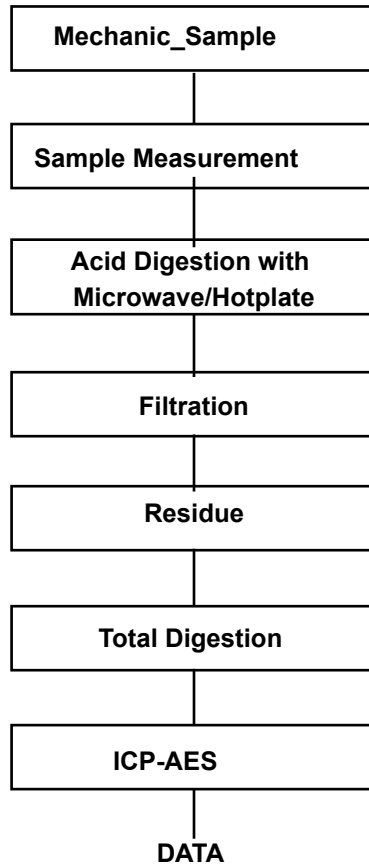 Mechanic_Sample
Sample Measurement
Acid Digestion with
Microwave/Hotplate
Filtration
Residue
Total Digestion
ICP-AES
DATA